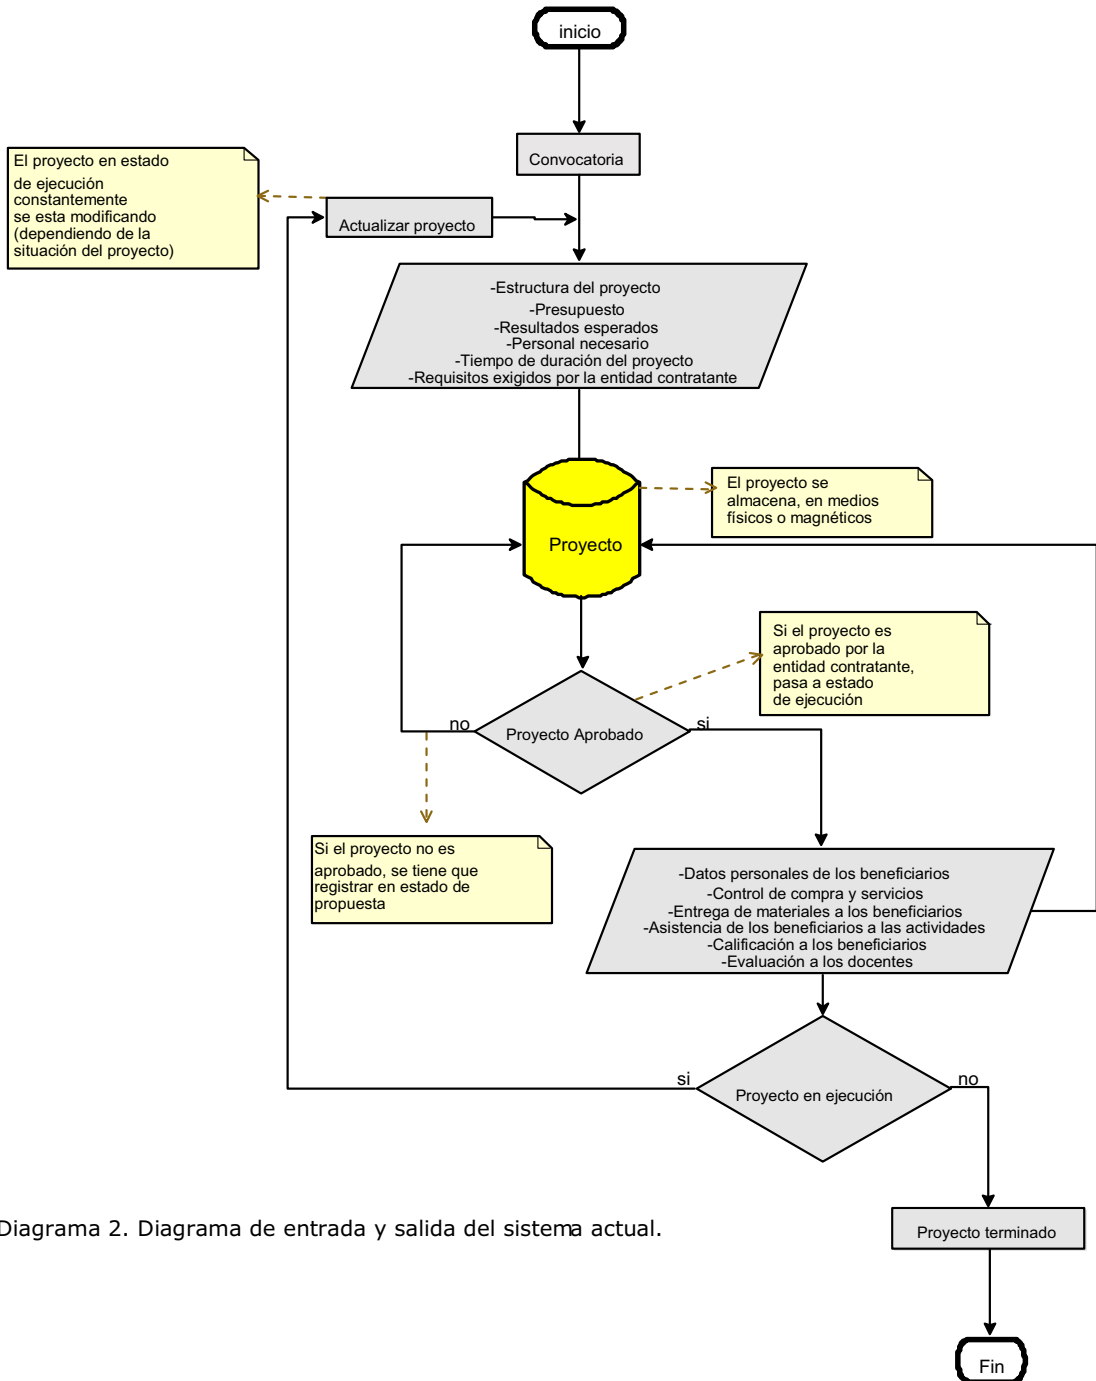 inicio
Convocatoria
El proyecto en estado
de ejecución
constantemente
se esta modificando
(dependiendo de la
situación del proyecto)
Actualizar proyecto
-Estructura del proyecto
-Presupuesto
-Resultados esperados
-Personal necesario
-Tiempo de duración del proyecto
-Requisitos exigidos por la entidad contratante
El proyecto se
almacena, en medios
físicos o magnéticos
Proyecto
Si el proyecto es
aprobado por la
entidad contratante,
pasa a estado
de ejecución
no
Proyecto Aprobado
si
Si el proyecto no es
aprobado, se tiene que
registrar en estado de
propuesta
-Datos personales de los beneficiarios
-Control de compra y servicios
-Entrega de materiales a los beneficiarios
-Asistencia de los beneficiarios a las actividades
-Calificación a los beneficiarios
-Evaluación a los docentes
si
Proyecto en ejecución
no
Diagrama 2. Diagrama de entrada y salida del sistema actual.
Proyecto terminado
Fin